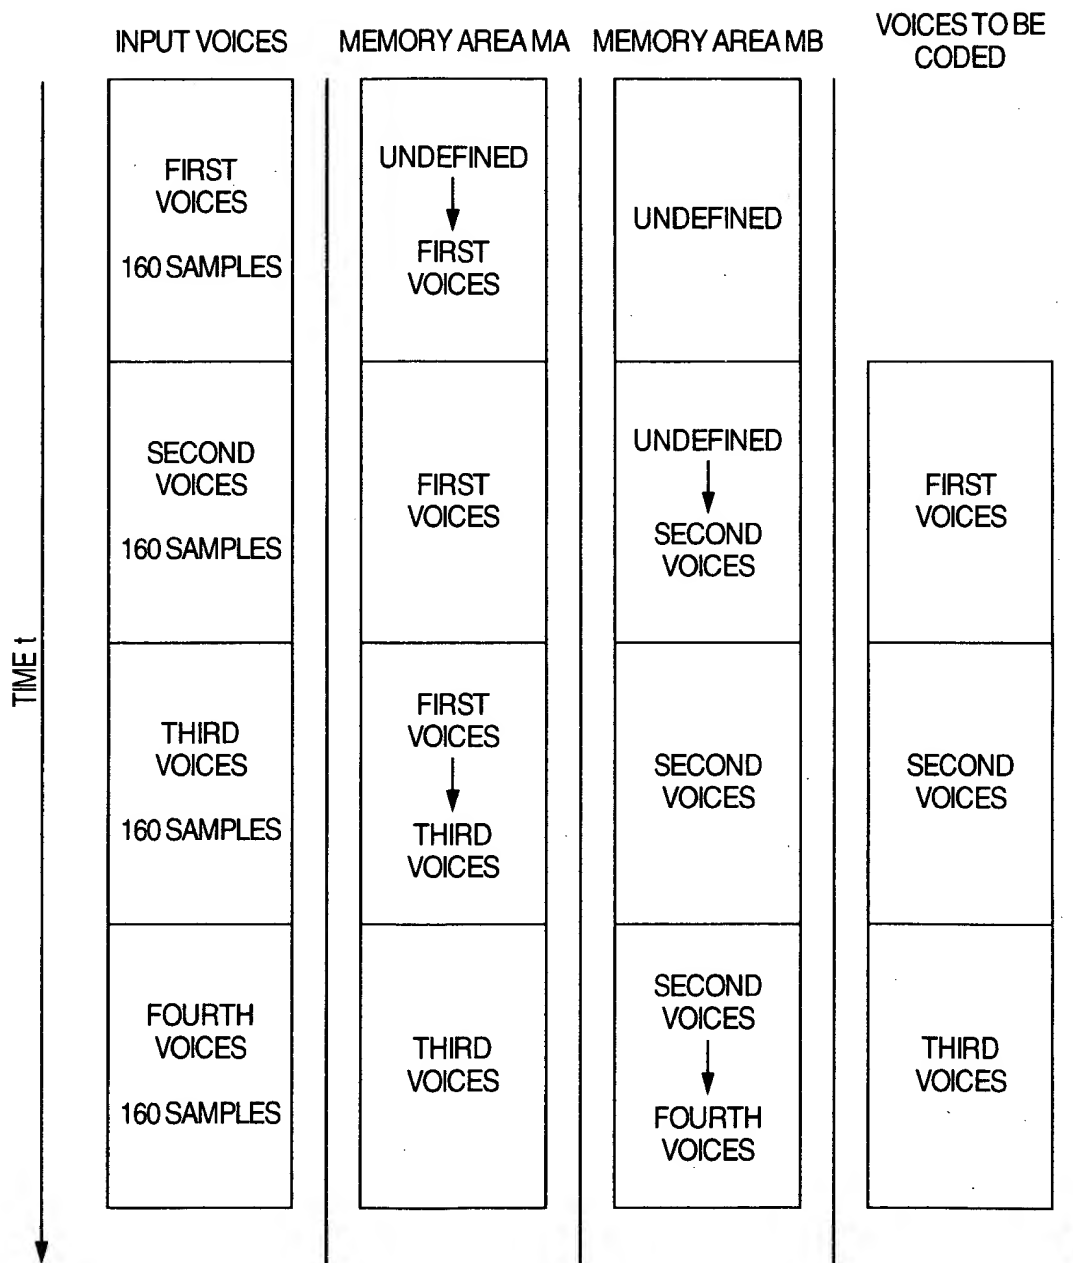 INPUT VOICES
MEMORY AREA MA
MEMORY AREA MB
VOICES TO BE
CODED
TIME t
FIRST
VOICES
160 SAMPLES
UNDEFINED
FIRST
VOICES
UNDEFINED
SECOND
VOICES
160 SAMPLES
FIRST
VOICES
UNDEFINED
SECOND
VOICES
FIRST
VOICES
THIRD
VOICES
160 SAMPLES
FIRST
VOICES
THIRD
VOICES
SECOND
VOICES
SECOND
VOICES
FOURTH
VOICES
160 SAMPLES
THIRD
VOICES
SECOND
VOICES
FOURTH
VOICES
THIRD
VOICES